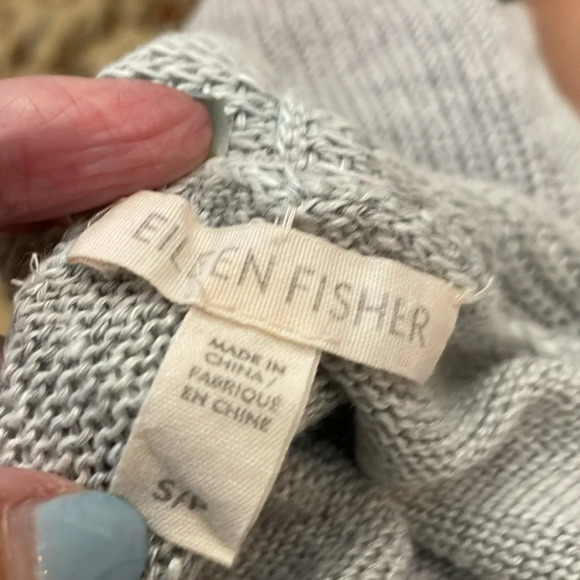 EILEEN FISHER
MADE IN
CHINA/
FABRIQUÉ
EN CHINE
S/P